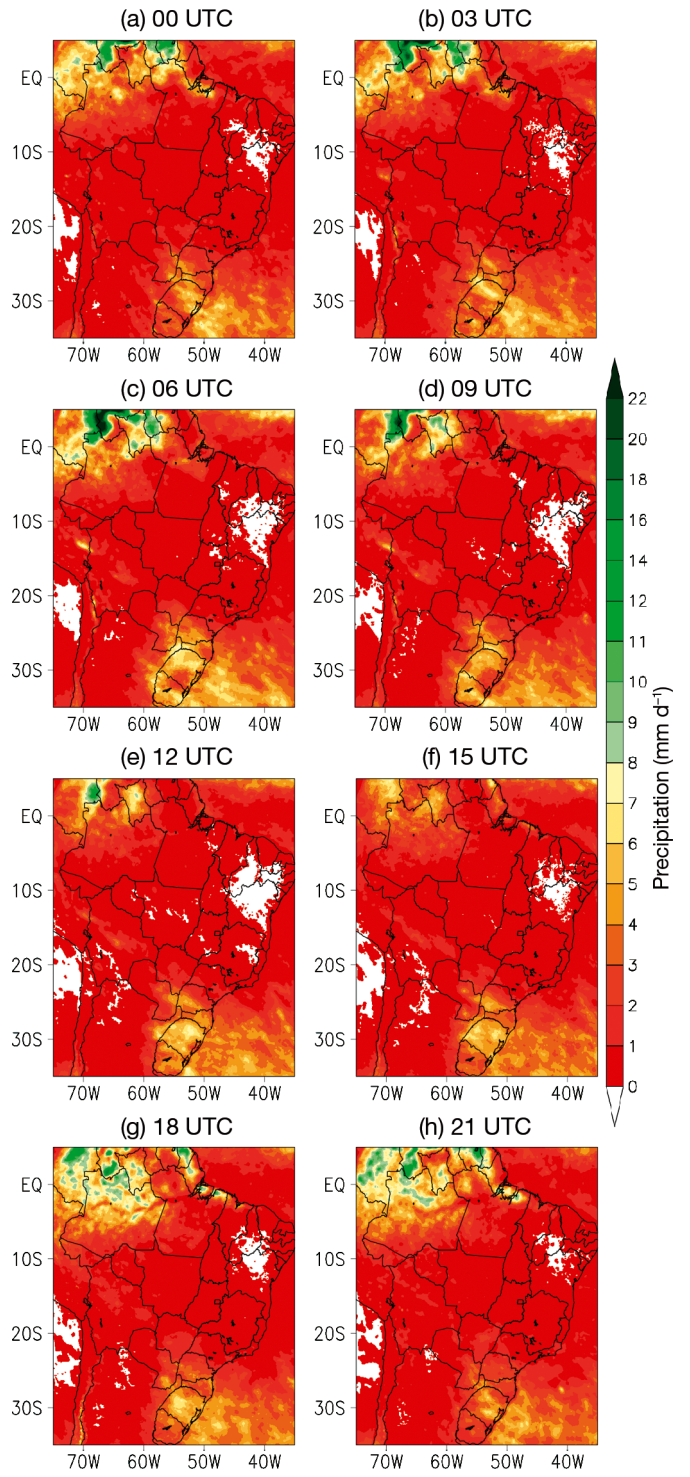 (a) 00 UTC
(b) 03 UTC
EQ
10S
20S
30S
70W 60W 50W 40W
EQ
10S
20S
30S
70W 60W 50W 40W
(c) 06 UTC
(d) 09 UTC
EQ
10S
20S
30S
70W 60W 50W 40W
EQ
10S
20S
30S
70W 60W 50W 40W
(e) 12 UTC
(f) 15 UTC
EQ
10S
20S
30S
70W 60W 50W 40W
EQ
10S
20S
30S
70W 60W 50W 40W
(g) 18 UTC
(h) 21 UTC
EQ
10S
20S
30S
70W 60W 50W 40W
EQ
10S
20S
30S
70W 60W 50W 40W
22
20
18
16
14
12
11
10
9
8
7
6
5
4
3
2
1
0
Precipitation (mm d⁻¹)